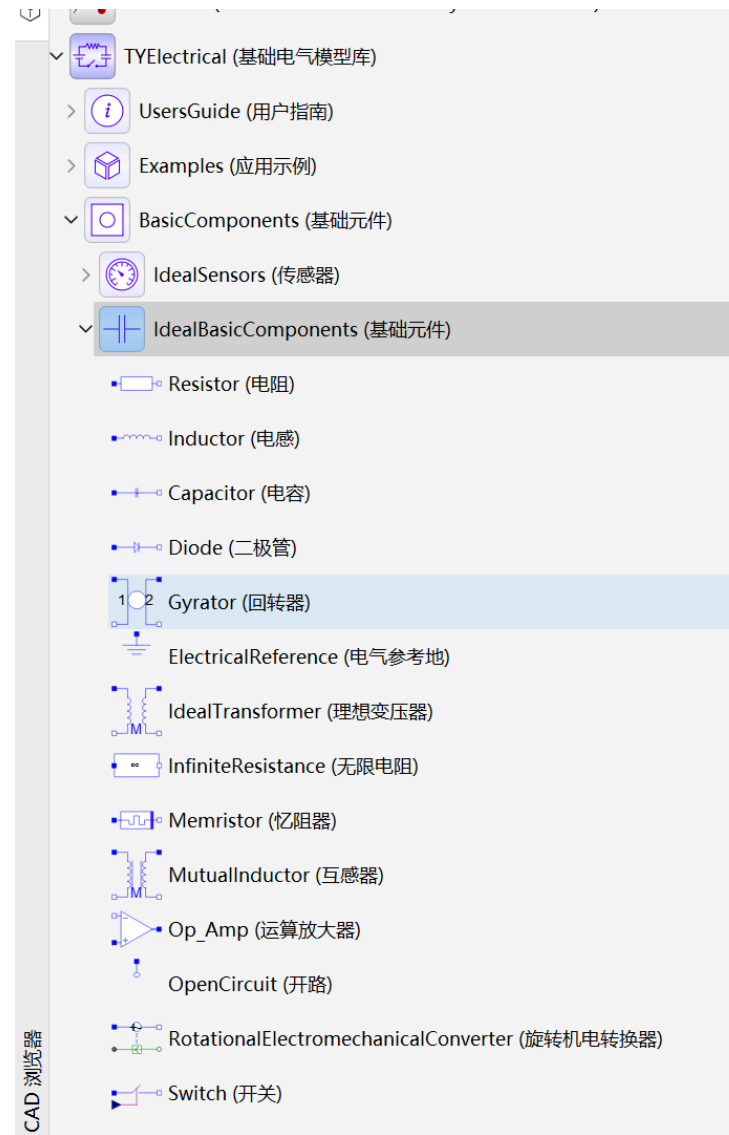 TYElectrical (基础电气模型库)
UsersGuide (用户指南)
Examples (应用示例)
BasicComponents (基础元件)
IdealSensors (传感器)
IdealBasicComponents (基础元件)
Resistor (电阻)
Inductor (电感)
Capacitor (电容)
Diode (二极管)
1 2 Gyrator (回转器)
ElectricalReference (电气参考地)
M IdealTransformer (理想变压器)
InfiniteResistance (无限电阻)
Memristor (忆阻器)
M MutualInductor (互感器)
Op_Amp (运算放大器)
OpenCircuit (开路)
RotationalElectromechanicalConverter (旋转机电转换器)
Switch (开关)
CAD 浏览器